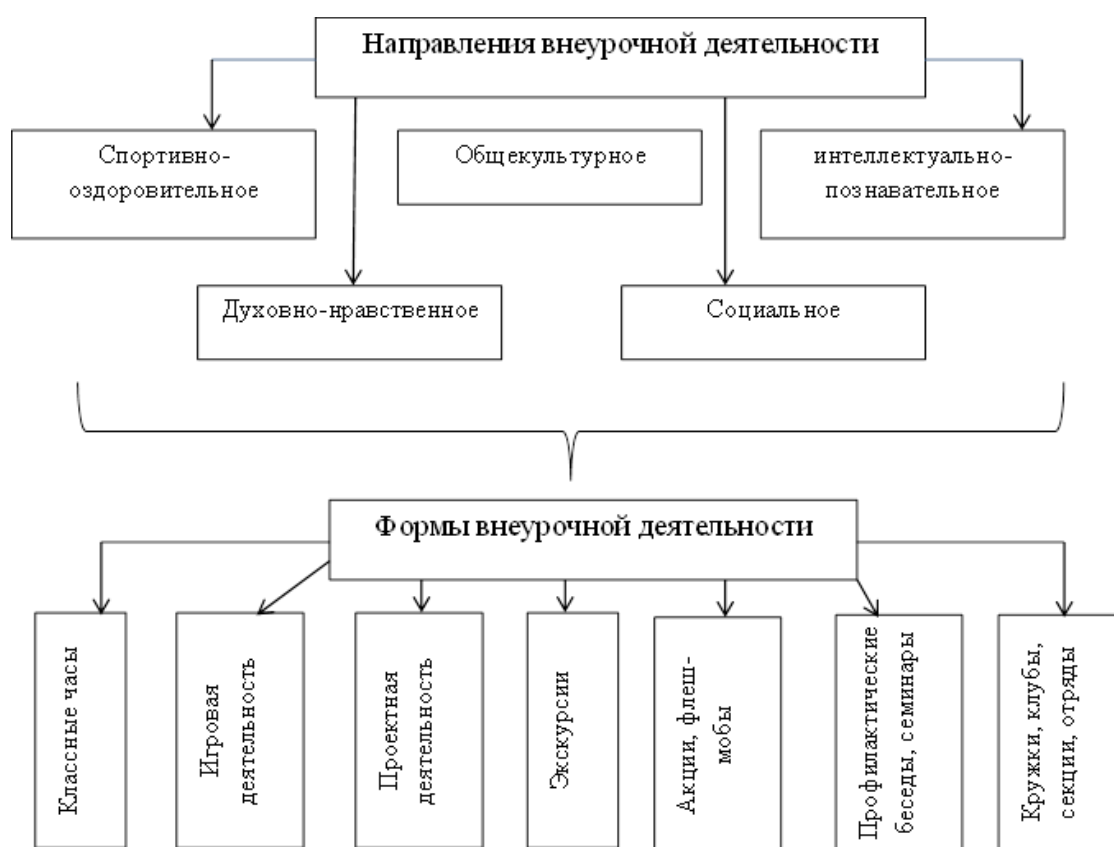 Направления внеурочной деятельности
Спортивно-
оздоровительное
Общекультурное
интеллектуально-
познавательное
Духовно-нравственное
Социальное
Формы внеурочной деятельности
Классные часы
Игровая
деятельность
Проектная
деятельность
Экскурсии
Акции, флеш-
мобы
Профилактические
беседы, семинары
Кружки, клубы,
секции, отряды